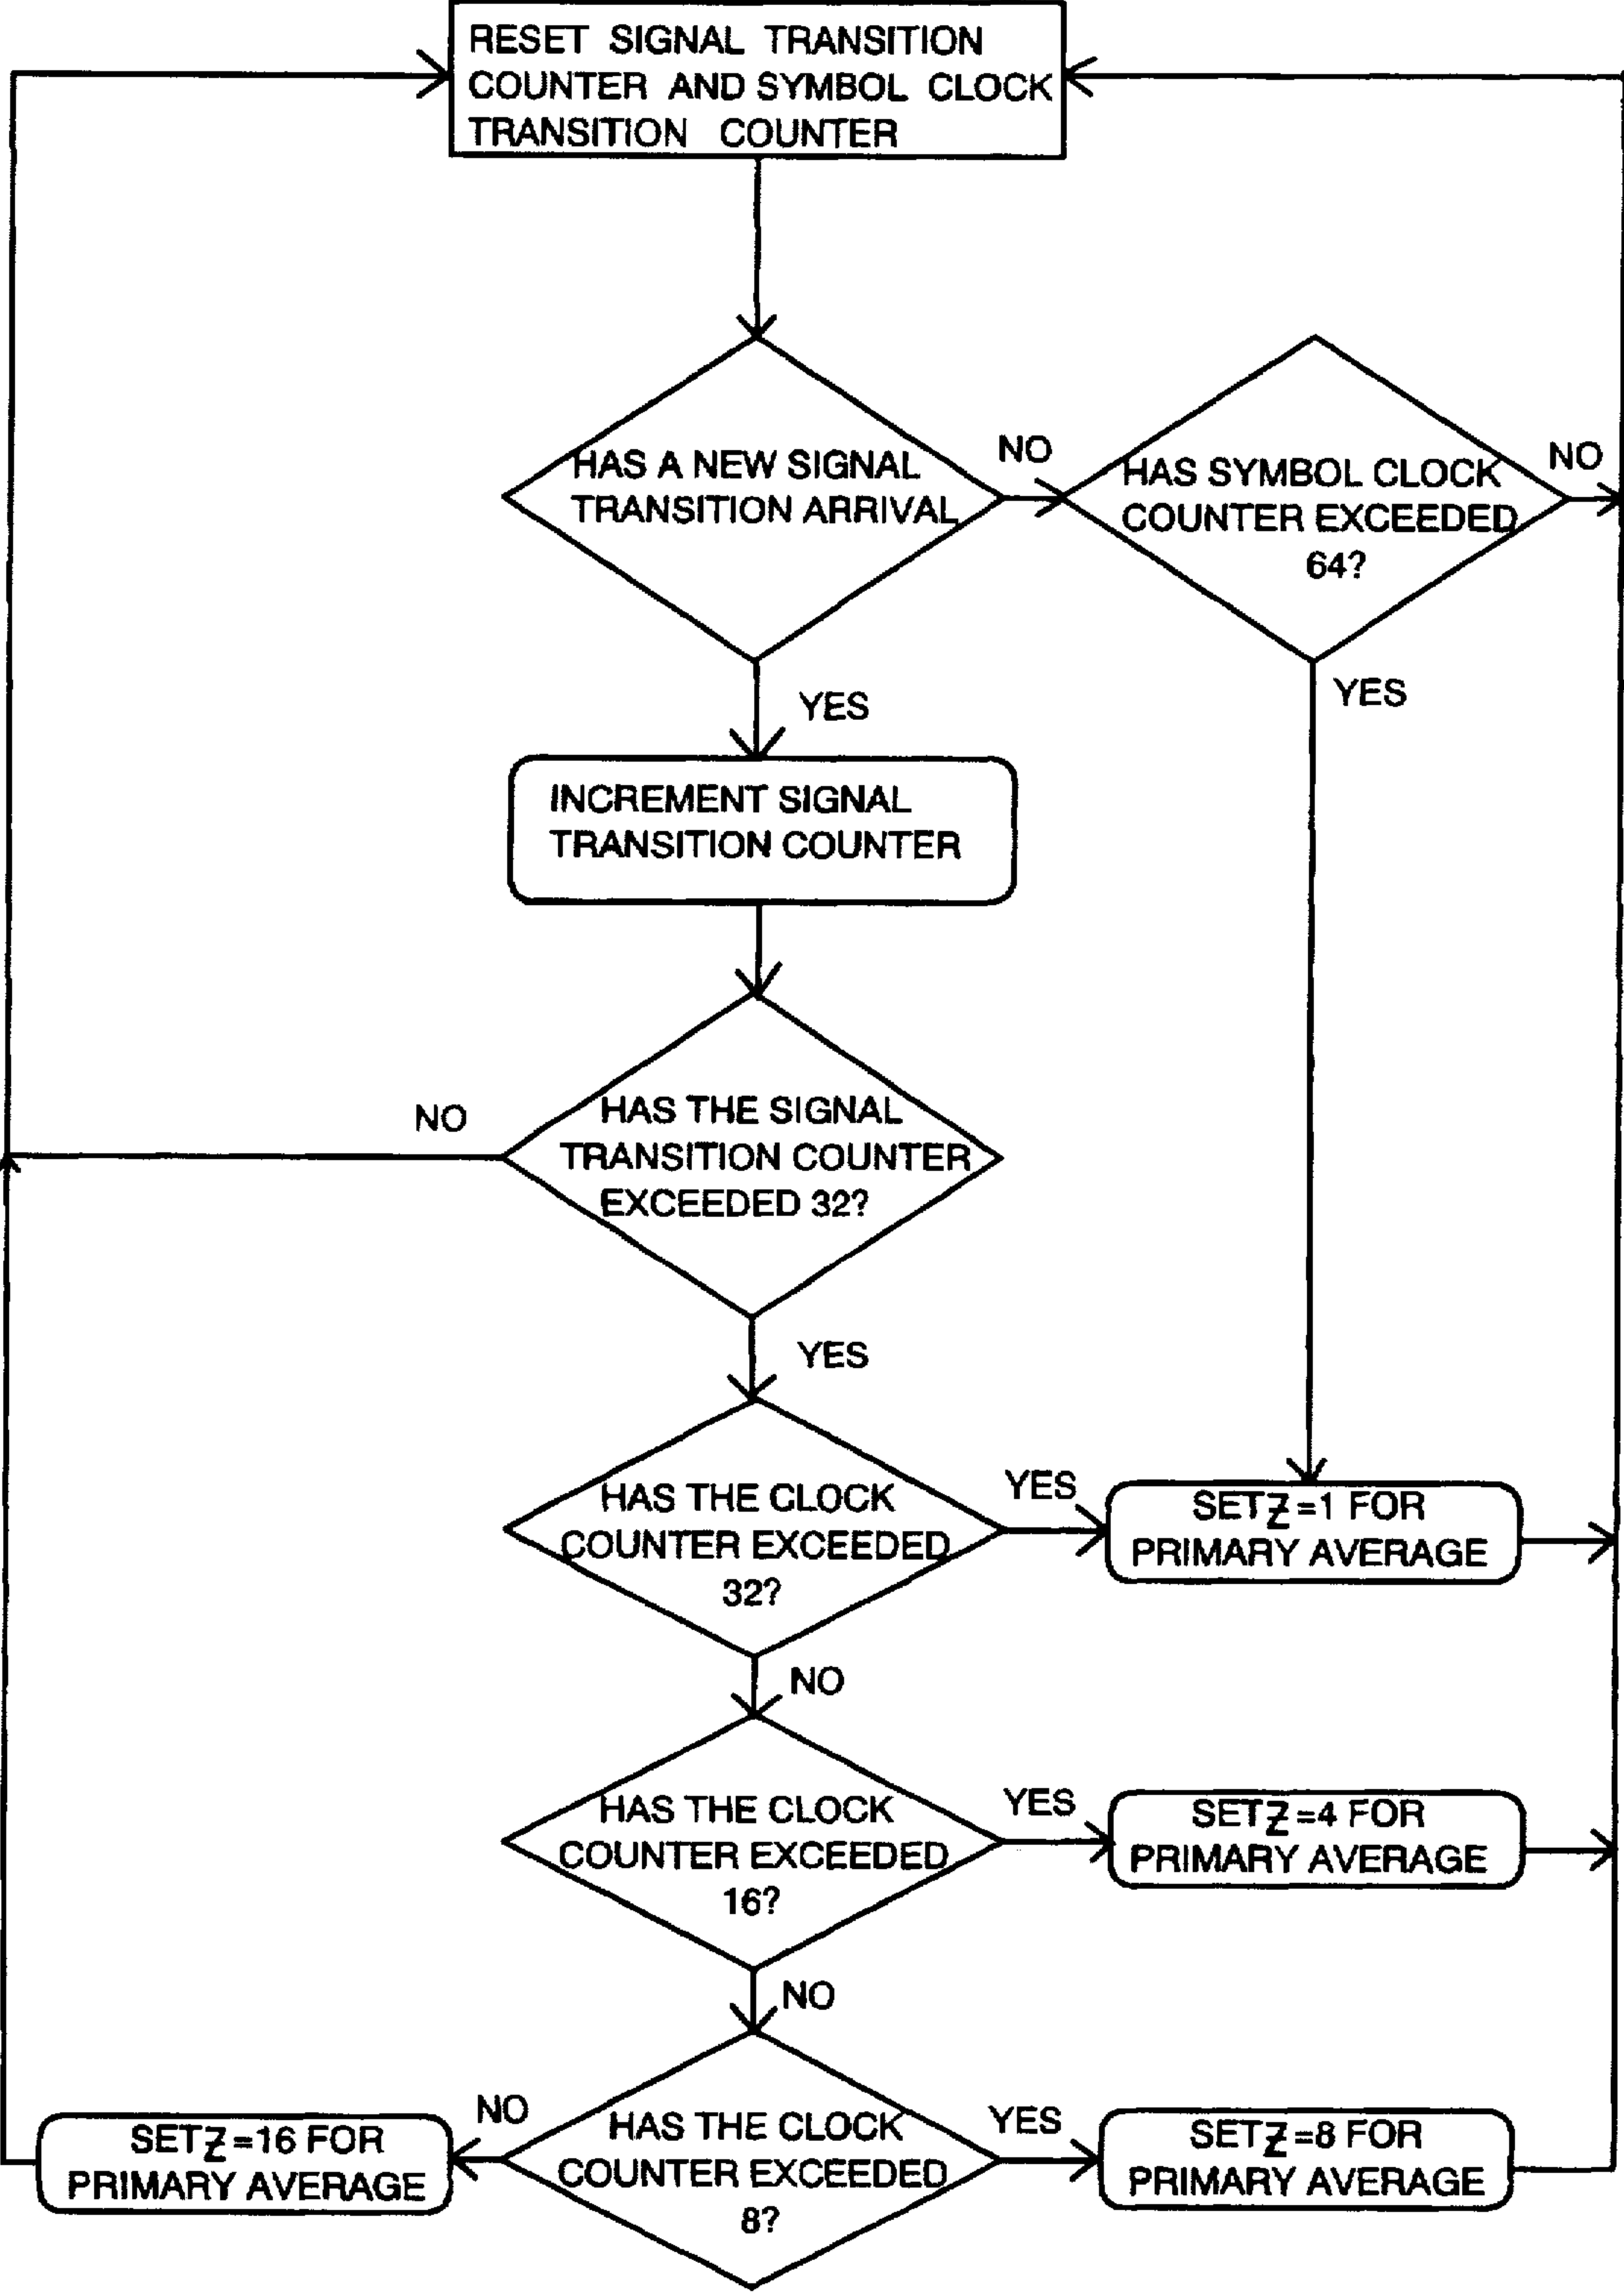 RESET SIGNAL TRANSITION
COUNTER AND SYMBOL CLOCK
TRANSITION COUNTER
HAS A NEW SIGNAL
TRANSITION ARRIVAL
NO
HAS SYMBOL CLOCK
COUNTER EXCEEDED
64?
NO
YES
YES
INCREMENT SIGNAL
TRANSITION COUNTER
NO
HAS THE SIGNAL
TRANSITION COUNTER
EXCEEDED 32?
YES
HAS THE CLOCK
COUNTER EXCEEDED
32?
YES
SET Z =1 FOR
PRIMARY AVERAGE
NO
HAS THE CLOCK
COUNTER EXCEEDED
16?
YES
SET Z =4 FOR
PRIMARY AVERAGE
NO
SET Z =16 FOR
PRIMARY AVERAGE
NO
HAS THE CLOCK
COUNTER EXCEEDED
8?
YES
SET Z =8 FOR
PRIMARY AVERAGE